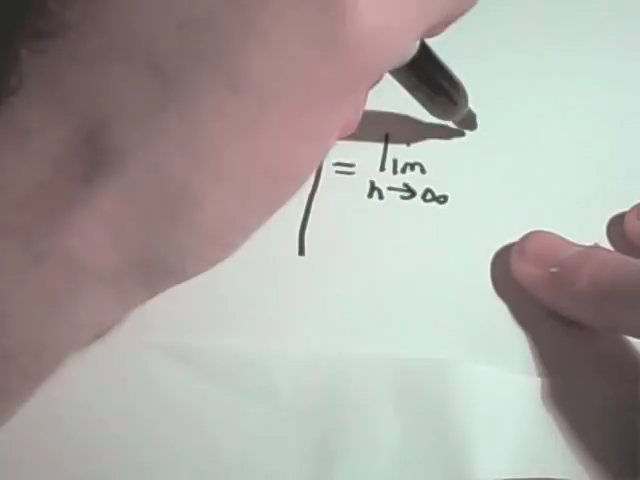 = lim
n→∞